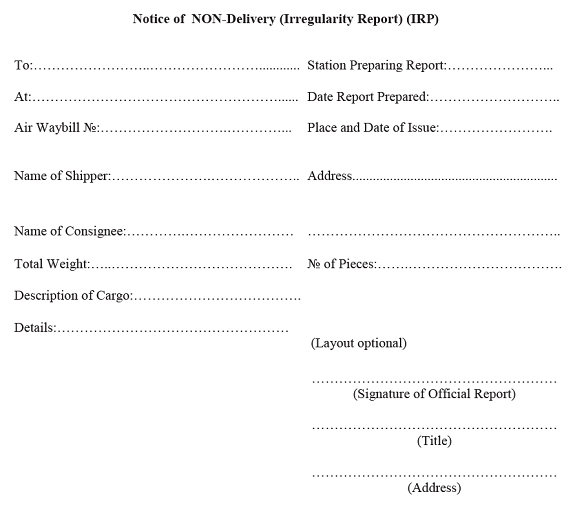 Notice of NON-Delivery (Irregularity Report) (IRP)
To:……………………..……………………............ Station Preparing Report:…………………...
At:………………………………………………...... Date Report Prepared:……………………….
Air Waybill №:…………………………………... Place and Date of Issue:…………………….
Name of Shipper:………………………………….. Address...............................................................
Name of Consignee:………………………………. ………………………………………………..
Total Weight:…..…………………………………. № of Pieces:………………………………….
Description of Cargo:……………………………….
Details:……………………………………………
(Layout optional)
………………………………………………
(Signature of Official Report)
………………………………………………
(Title)
………………………………………………
(Address)